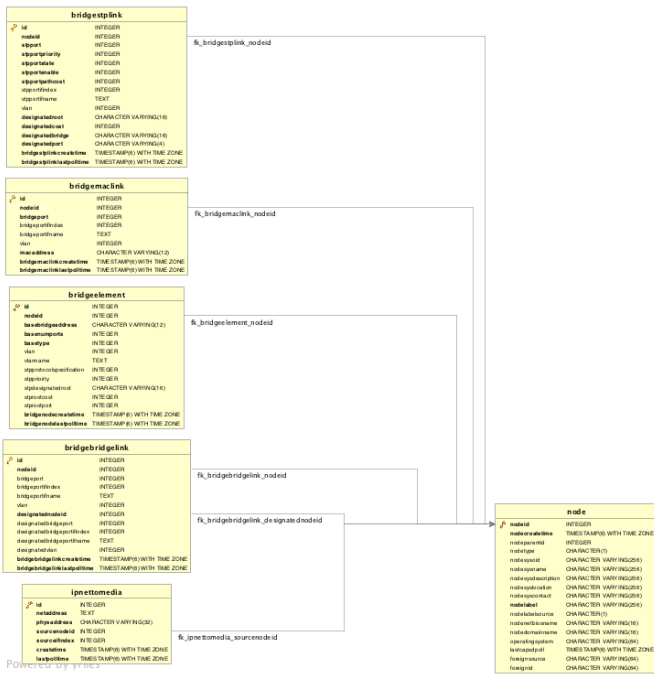 bridgestplink
id INTEGER
nodeid INTEGER
stpport INTEGER
stpportpriority INTEGER
stpportstate INTEGER
stpportenable INTEGER
stpportpathcost INTEGER
stpportifindex INTEGER
stpportifname TEXT
vlan INTEGER
designatedroot CHARACTER VARYING(16)
designatedcost INTEGER
designatedbridge CHARACTER VARYING(16)
designatedport CHARACTER VARYING(4)
bridgestplinkcreatetime TIMESTAMP(6) WITH TIME ZONE
bridgestplinklastpolltime TIMESTAMP(6) WITH TIME ZONE
fk_bridgestplink_nodeid
bridgemaclink
id INTEGER
nodeid INTEGER
bridgeport INTEGER
bridgeportifindex INTEGER
bridgeportifname TEXT
vlan INTEGER
macaddress CHARACTER VARYING(12)
bridgemaclinkcreatetime TIMESTAMP(6) WITH TIME ZONE
bridgemaclinklastpolltime TIMESTAMP(6) WITH TIME ZONE
fk_bridgemaclink_nodeid
bridgeelement
id INTEGER
nodeid INTEGER
basebridgeaddress CHARACTER VARYING(12)
basenumports INTEGER
basetype INTEGER
vlan INTEGER
vlanname TEXT
stpprotocolspecification INTEGER
stppriority INTEGER
stpdesignatedroot CHARACTER VARYING(16)
stprootcost INTEGER
stprootport INTEGER
bridgenodecreatetime TIMESTAMP(6) WITH TIME ZONE
bridgenodelastpolltime TIMESTAMP(6) WITH TIME ZONE
fk_bridgeelement_nodeid
bridgebridgelink
id INTEGER
nodeid INTEGER
bridgeport INTEGER
bridgeportifindex INTEGER
bridgeportifname TEXT
vlan INTEGER
designatednodeid INTEGER
designatedbridgeport INTEGER
designatedbridgeportifindex INTEGER
designatedbridgeportifname TEXT
designatedvlan INTEGER
bridgebridgelinkcreatetime TIMESTAMP(6) WITH TIME ZONE
bridgebridgelinklastpolltime TIMESTAMP(6) WITH TIME ZONE
fk_bridgebridgelink_nodeid
fk_bridgebridgelink_designatednodeid
ipnettomedia
id INTEGER
netaddress TEXT
physaddress CHARACTER VARYING(32)
sourcenodeid INTEGER
sourceifindex INTEGER
createtime TIMESTAMP(6) WITH TIME ZONE
lastpolltime TIMESTAMP(6) WITH TIME ZONE
fk_ipnettomedia_sourcenodeid
node
nodeid INTEGER
nodecreatetime TIMESTAMP(6) WITH TIME ZONE
nodeparentid INTEGER
nodetype CHARACTER(1)
nodesysoid CHARACTER VARYING(256)
nodesysname CHARACTER VARYING(256)
nodesysdescription CHARACTER VARYING(256)
nodesyslocation CHARACTER VARYING(256)
nodesyscontact CHARACTER VARYING(256)
nodelabel CHARACTER VARYING(256)
nodelabelsource CHARACTER(1)
nodenetbiosname CHARACTER VARYING(16)
nodedomainname CHARACTER VARYING(16)
operatingsystem CHARACTER VARYING(64)
lastcapsdpoll TIMESTAMP(6) WITH TIME ZONE
foreignsource CHARACTER VARYING(64)
foreignid CHARACTER VARYING(64)
Powered by yFiles